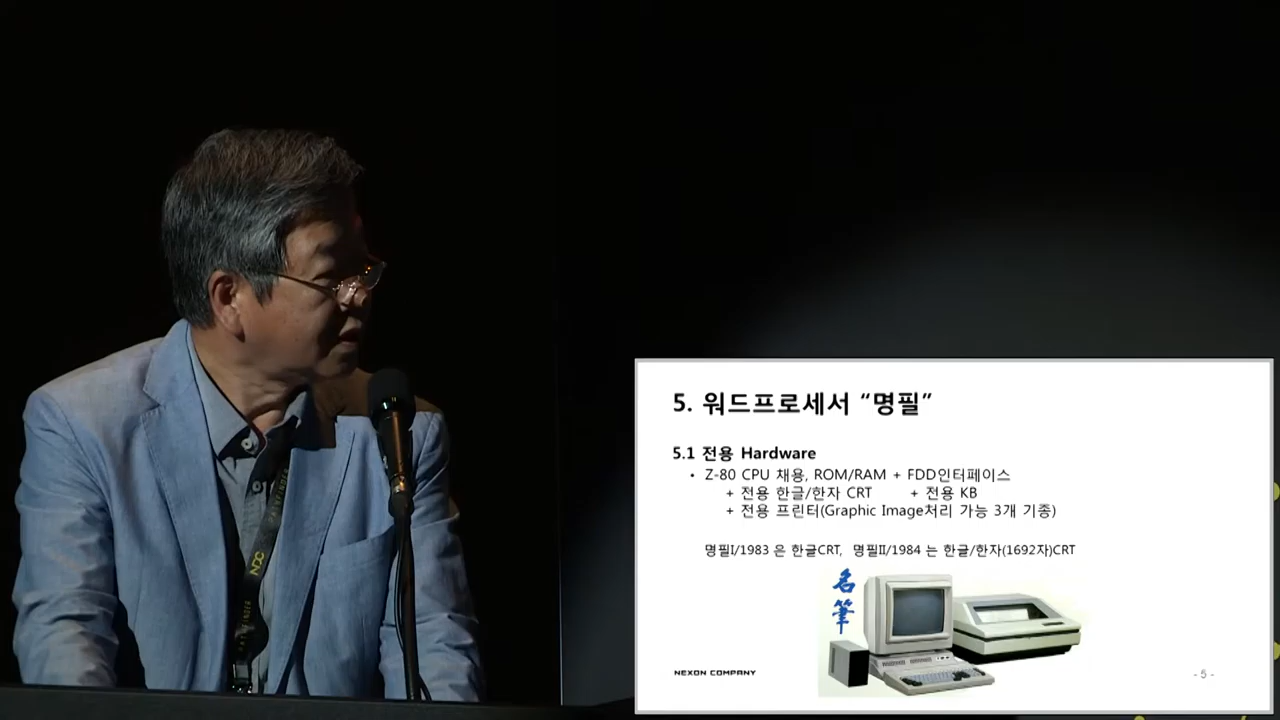 5. 워드프로세서 “명필”
5.1 전용 Hardware
• Z-80 CPU 채용, ROM/RAM + FDD인터페이스
+ 전용 한글/한자 CRT + 전용 KB
+ 전용 프린터(Graphic Image처리 가능 3개 기종)
명필I/1983 은 한글CRT, 명필II/1984 는 한글/한자(1692자)CRT
名
筆
NEXON COMPANY
- 5 -
PATHFINDER
NDC